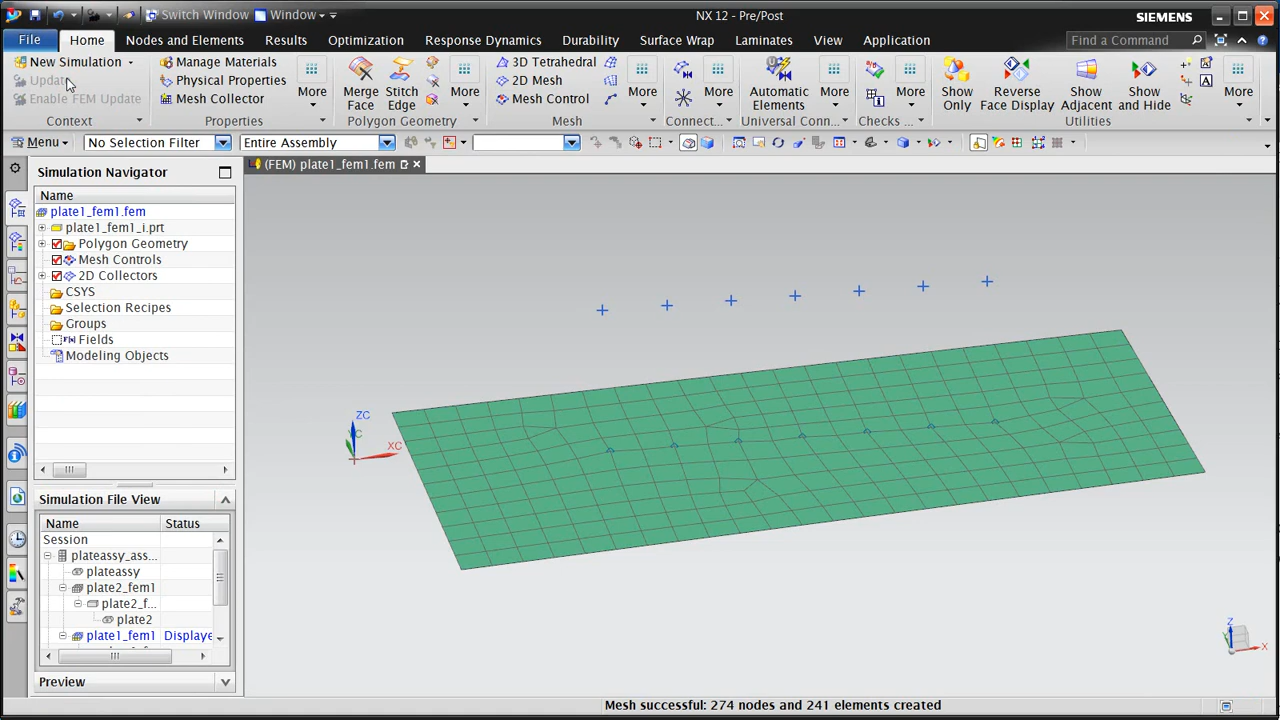 Switch Window
Window
NX 12 - Pre/Post
SIEMENS
File
Home
Nodes and Elements
Results
Optimization
Response Dynamics
Durability
Surface Wrap
Laminates
View
Application
Find a Command
New Simulation
Update
Enable FEM Update
Context
Manage Materials
Physical Properties
Mesh Collector
More
Properties
Merge Face
Stitch Edge
More
Polygon Geometry
3D Tetrahedral
2D Mesh
Mesh Control
More
Mesh
More
Connec...
Automatic Elements
More
Universal Conn...
More
Checks ...
Show Only
Reverse Face Display
Show Adjacent
Show and Hide
More
Utilities
Menu
No Selection Filter
Entire Assembly
(FEM) plate1_fem1.fem
Simulation Navigator
Name
plate1_fem1.fem
plate1_fem1_i.prt
Polygon Geometry
Mesh Controls
2D Collectors
CSYS
Selection Recipes
Groups
Fields
Modeling Objects
Simulation File View
Name
Status
Session
plateassy_ass...
plateassy
plate2_fem1
plate2_f...
plate2
plate1_fem1
Displaye
Preview
ZC
YC
XC
Z
X
Mesh successful: 274 nodes and 241 elements created